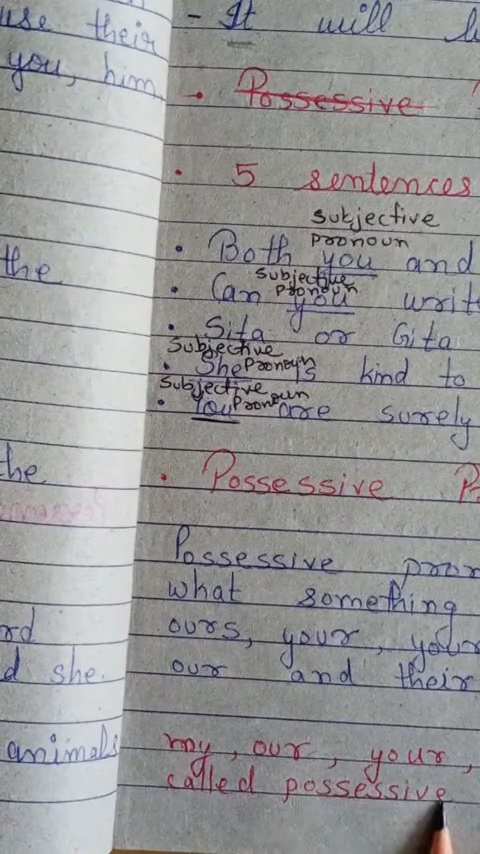 use their
you, him
the
the
rd
d she.
animals
- It will
• Possessive
• 5 sentences
subjective
pronoun
• Both you and
subjective
pronoun
• Can you write
• Sita or Gita
subjective
pronoun
• She is kind to
subjective
pronoun
• You are surely
• Possessive P
Possessive pron
what something
ours, your, your
our and their
my, our, your,
called possessive